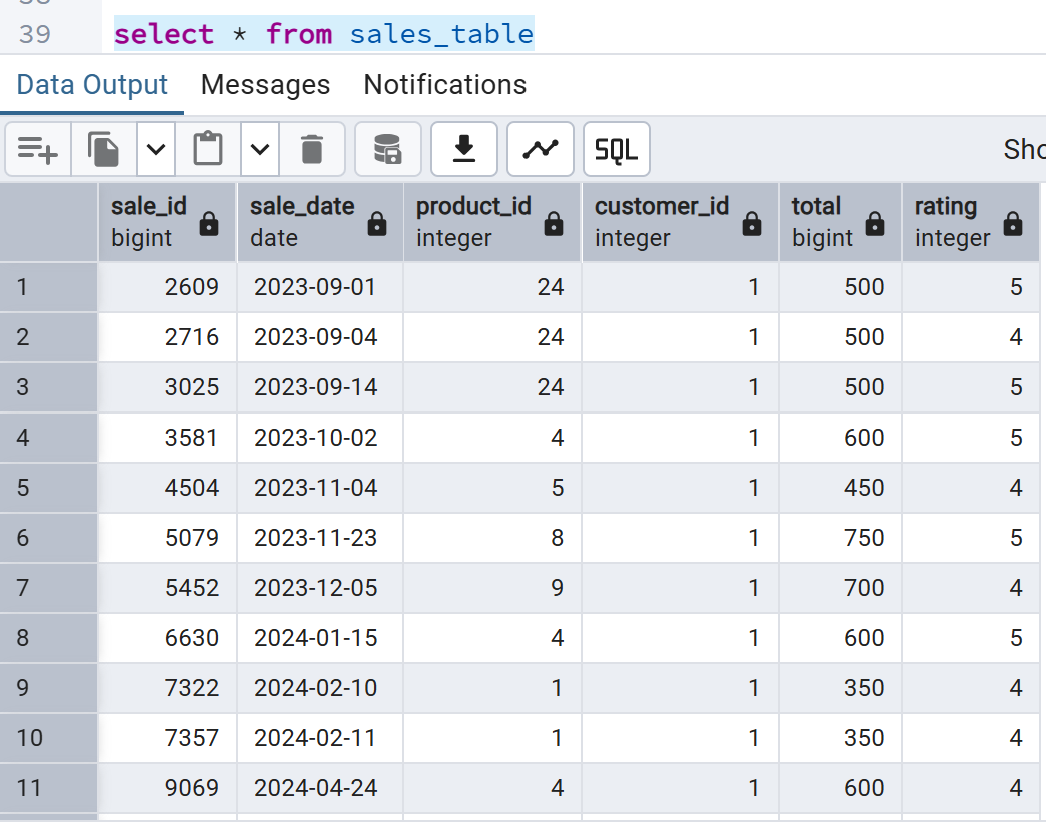 39 select * from sales_table
Data Output Messages Notifications
SQL
sale_id sale_date product_id customer_id total rating
bigint date integer integer bigint integer
1 2609 2023-09-01 24 1 500 5
2 2716 2023-09-04 24 1 500 4
3 3025 2023-09-14 24 1 500 5
4 3581 2023-10-02 4 1 600 5
5 4504 2023-11-04 5 1 450 4
6 5079 2023-11-23 8 1 750 5
7 5452 2023-12-05 9 1 700 4
8 6630 2024-01-15 4 1 600 5
9 7322 2024-02-10 1 1 350 4
10 7357 2024-02-11 1 1 350 4
11 9069 2024-04-24 4 1 600 4